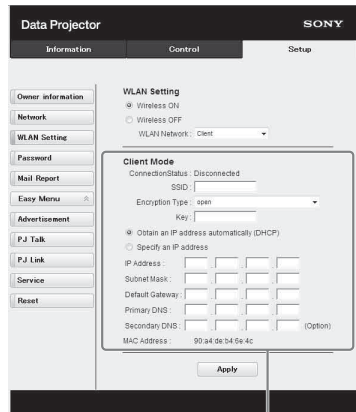 Data Projector
SONY
Information
Control
Setup
Owner information
Network
WLAN Setting
Password
Mail Report
Easy Menu
Advertisement
PJ Talk
PJ Link
Service
Reset
WLAN Setting
Wireless ON
Wireless OFF
WLAN Network : Client
Client Mode
ConnectionStatus : Disconnected
SSID :
Encryption Type : open
Key :
Obtain an IP address automatically (DHCP)
Specify an IP address
IP Address :
Subnet Mask :
Default Gateway :
Primary DNS :
Secondary DNS : (Option)
MAC Address : 90:a4:de:b4:6e:4c
Apply